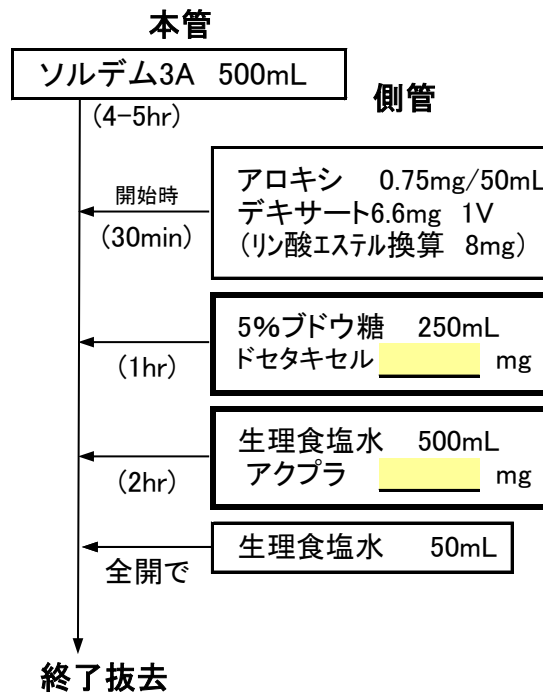 本管
ソルデム3A 500mL
側管
(4-5hr)
アロキシ 0.75mg/50mL
開始時
デキサート6.6mg 1V
(30min)
(リン酸エステル換算 8mg)
5%ブドウ糖 250mL
ドセタキセル mg
(1hr)
生理食塩水 500mL
アクプラ mg
(2hr)
生理食塩水 50mL
全開で
終了抜去